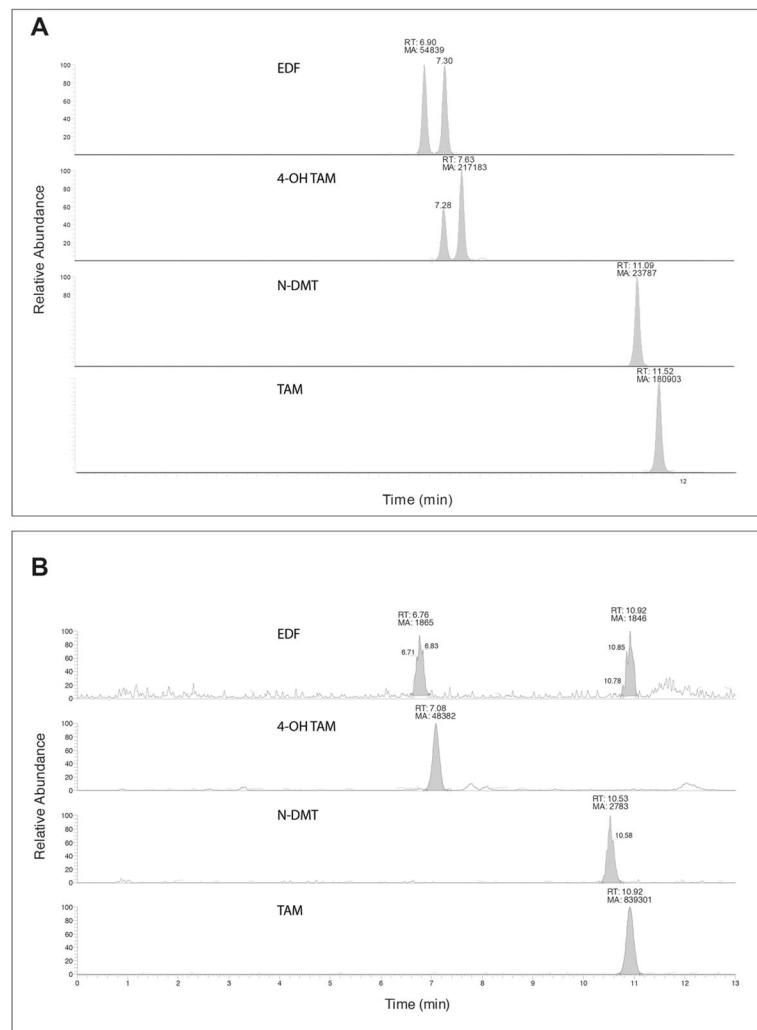 A
EDF
RT: 6.90
MA: 54839
7.30
100
80
60
40
20
4-OH TAM
RT: 7.63
MA: 217183
7.28
100
80
60
40
20
N-DMT
RT: 11.09
MA: 23787
100
80
TAM
RT: 11.52
MA: 180903
12
Relative Abundance
Time (min)
B
EDF
RT: 6.76
MA: 1865
6.71
6.83
RT: 10.92
MA: 1846
10.85
10.78
100
80
60
40
20
0
4-OH TAM
RT: 7.08
MA: 48382
100
80
60
40
20
0
N-DMT
RT: 10.53
MA: 2783
10.58
100
80
60
40
20
0
TAM
RT: 10.92
MA: 839301
100
80
60
40
20
0
0 1 2 3 4 5 6 7 8 9 10 11 12 13
Relative Abundance
Time (min)